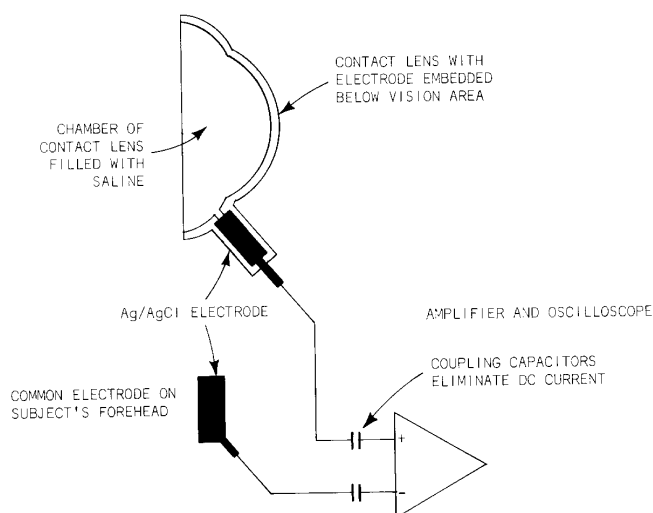 CONTACT LENS WITH
ELECTRODE EMBEDDED
BELOW VISION AREA
CHAMBER OF
CONTACT LENS
FILLED WITH
SALINE
Ag/AgCl ELECTRODE
AMPLIFIER AND OSCILLOSCOPE
COUPLING CAPACITORS
ELIMINATE DC CURRENT
COMMON ELECTRODE ON
SUBJECT'S FOREHEAD
+
-